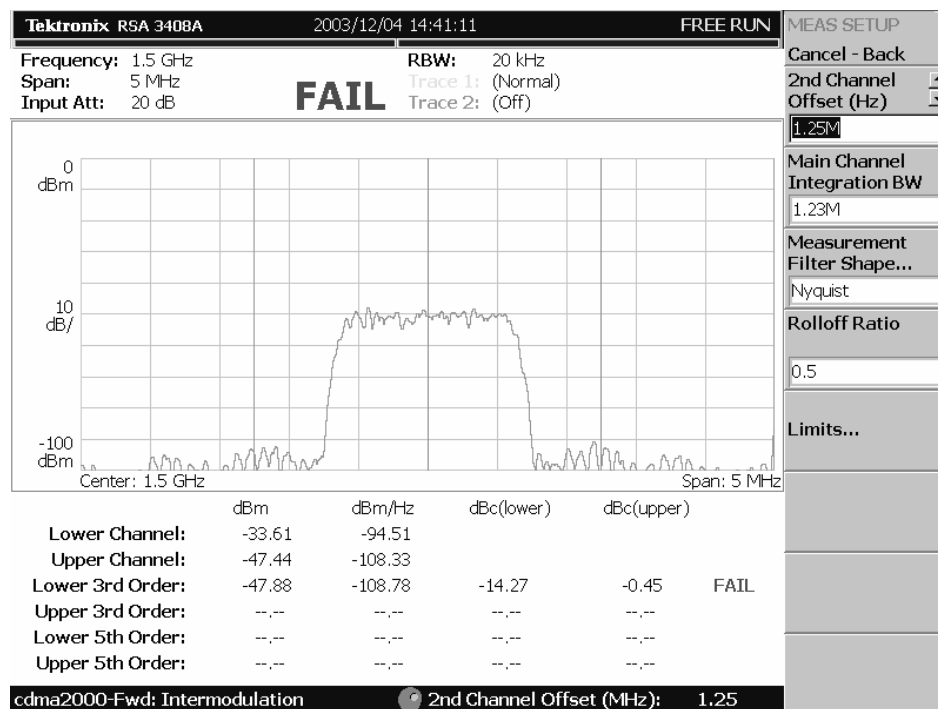 Tektronix RSA 3408A 2003/12/04 14:41:11 FREE RUN
Frequency: 1.5 GHz
Span: 5 MHz
Input Att: 20 dB
FAIL
RBW: 20 kHz
Trace 1: (Normal)
Trace 2: (Off)
0
dBm
10
dB/
-100
dBm
Center: 1.5 GHz Span: 5 MHz
dBm dBm/Hz dBc(lower) dBc(upper)
Lower Channel: -33.61 -94.51
Upper Channel: -47.44 -108.33
Lower 3rd Order: -47.88 -108.78 -14.27 -0.45 FAIL
Upper 3rd Order: --.-- --.-- --.-- --.--
Lower 5th Order: --.-- --.-- --.-- --.--
Upper 5th Order: --.-- --.-- --.-- --.--
cdma2000-Fwd: Intermodulation 2nd Channel Offset (MHz): 1.25
MEAS SETUP
Cancel - Back
2nd Channel
Offset (Hz)
1.25M
Main Channel
Integration BW
1.23M
Measurement
Filter Shape...
Nyquist
Rolloff Ratio
0.5
Limits...